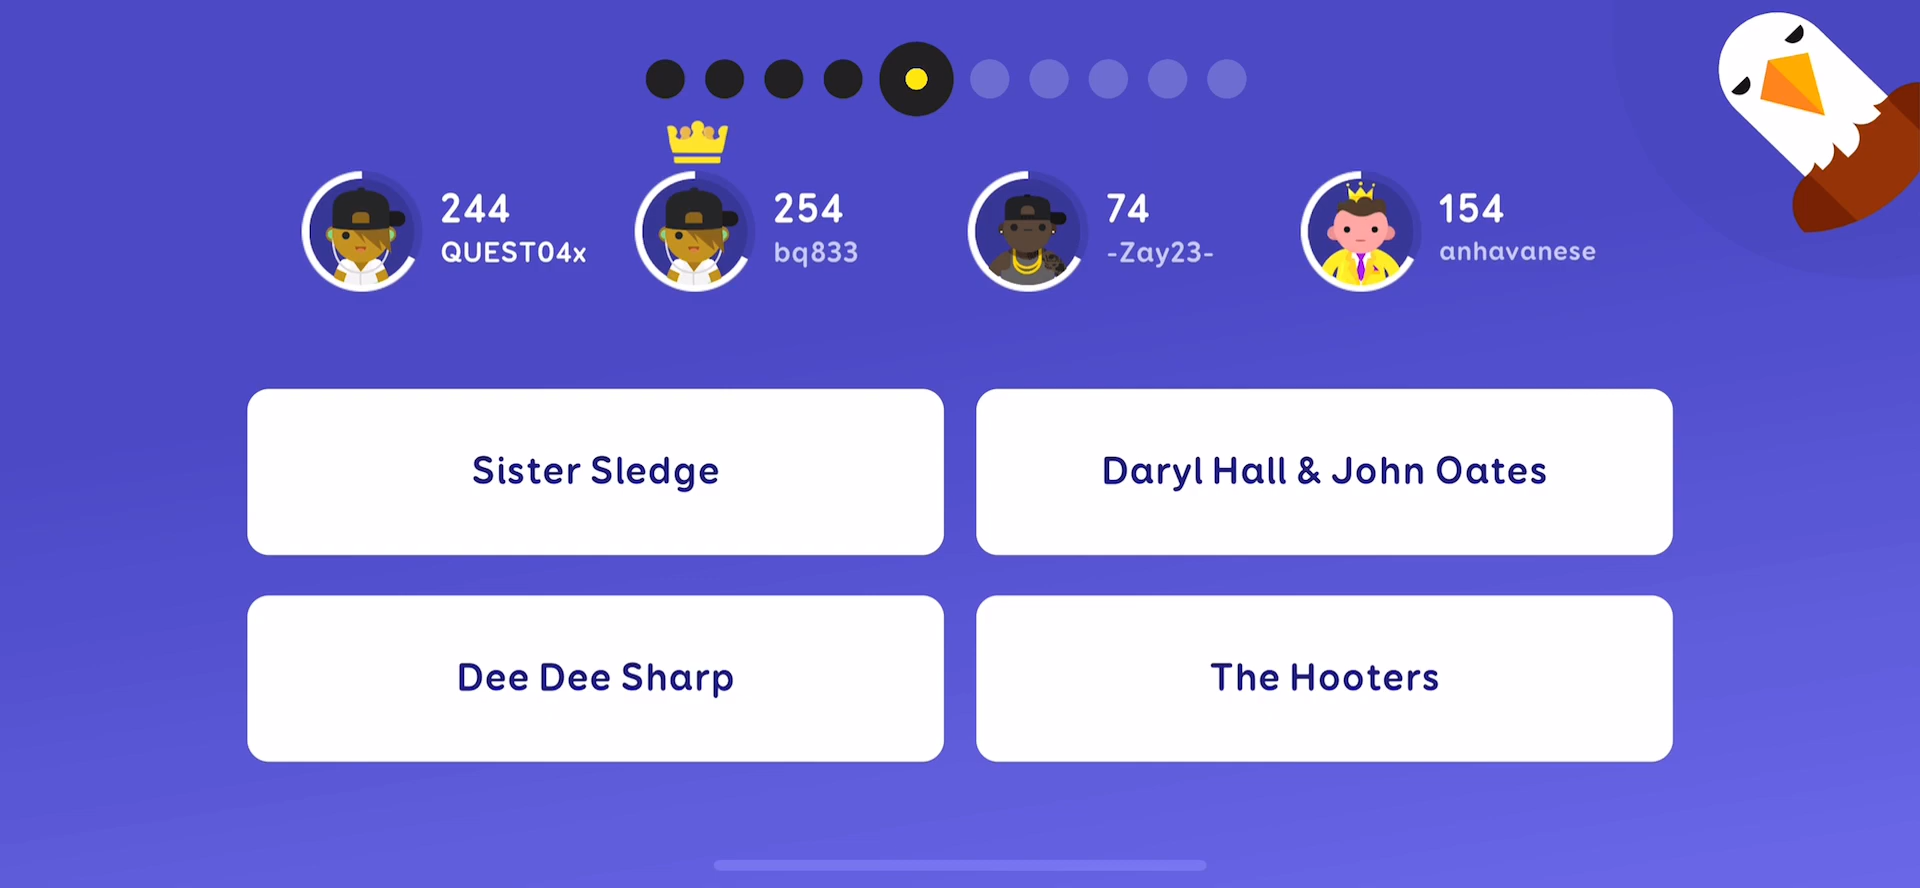 244
QUEST04x
254
bq833
74
-Zay23-
154
anhavanese
Sister Sledge
Daryl Hall & John Oates
Dee Dee Sharp
The Hooters